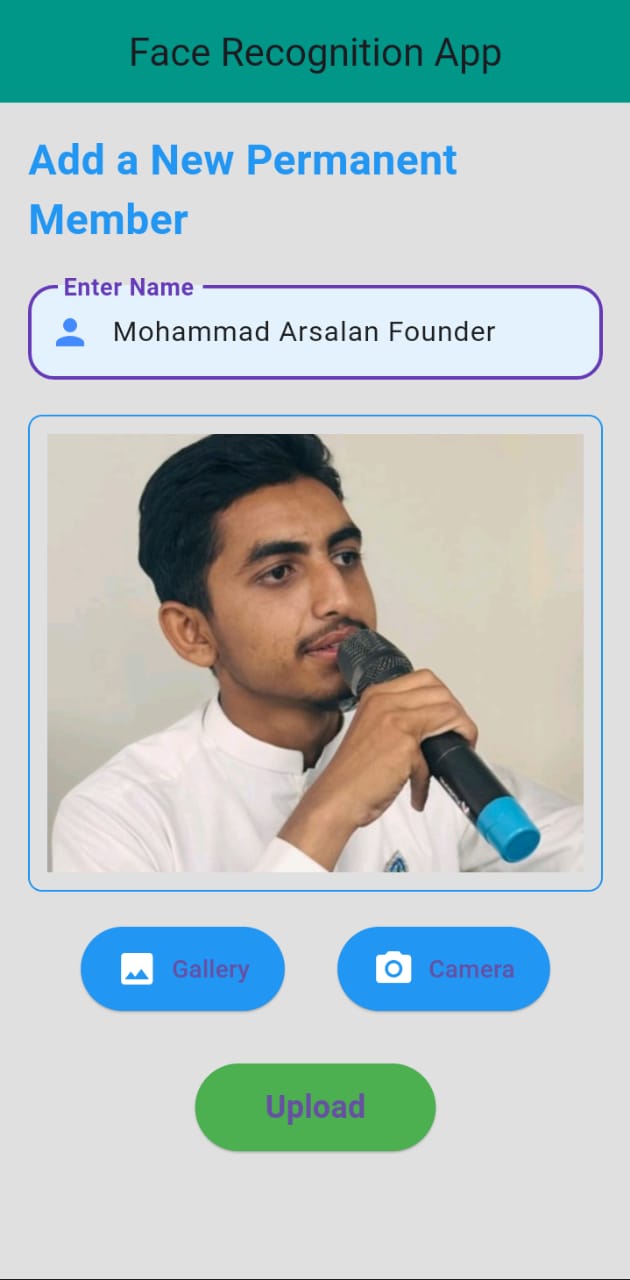 Face Recognition App
Add a New Permanent
Member
Enter Name
Mohammad Arsalan Founder
Gallery
Camera
Upload